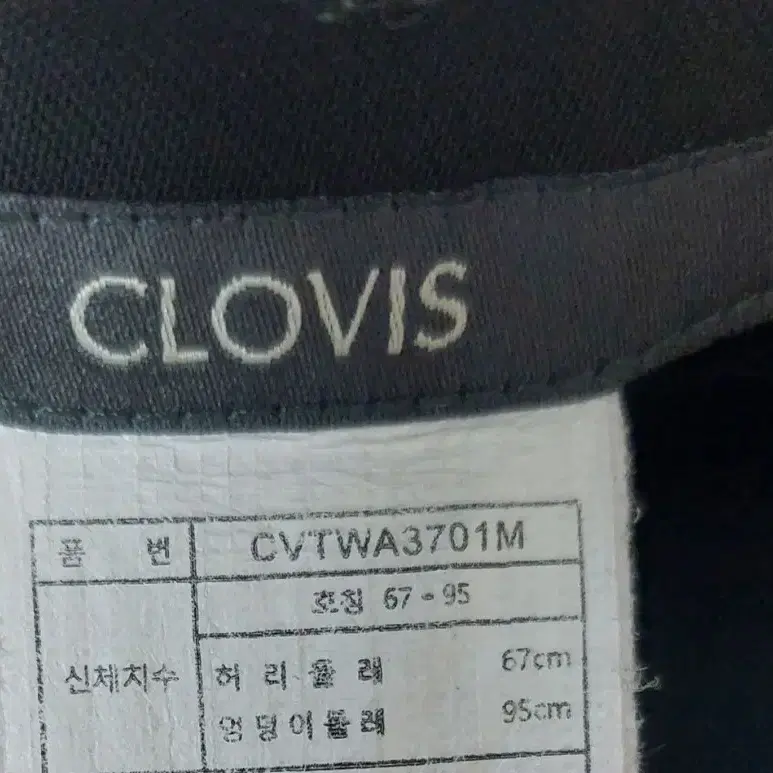 CLOVIS
품 번 CVTWA3701M
호칭 67-95
신체치수
허리둘레 67cm
엉덩이둘레 95cm